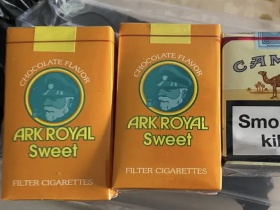 CHOCOLATE FLAVOR
ARK ROYAL
Sweet
FILTER CIGARETTES
CHOCOLATE FLAVOR
ARK ROYAL
Sweet
FILTER CIGARETTES
CAM
Smo
kil